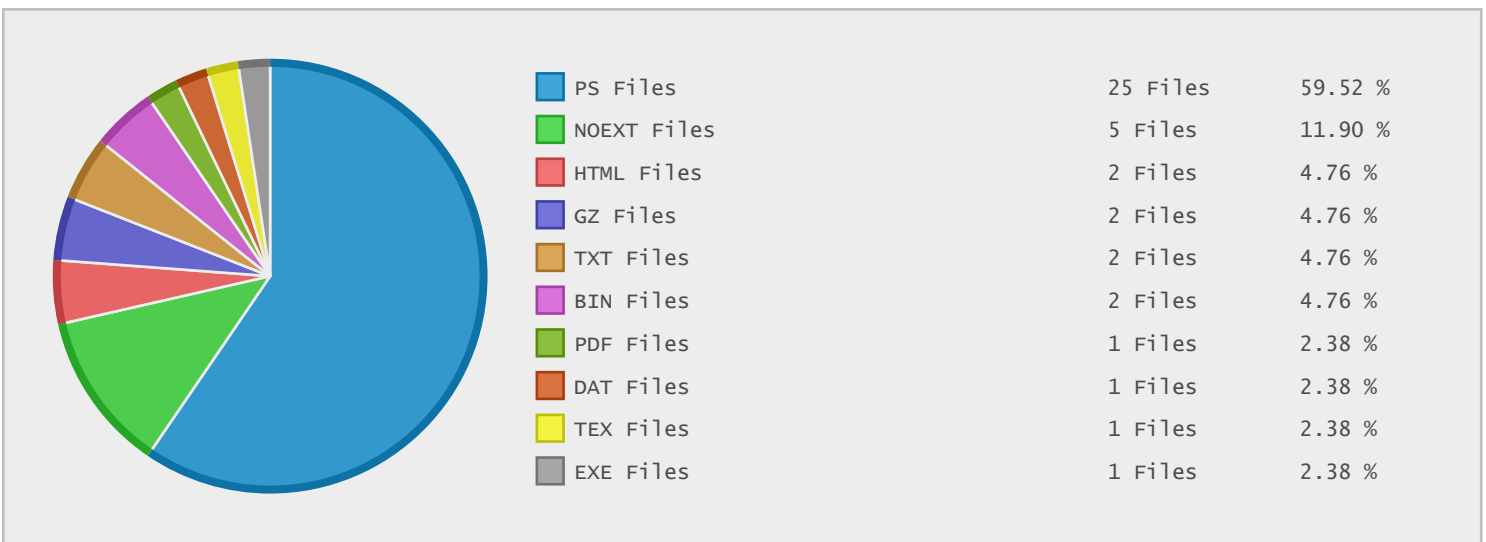 PS Files 25 Files 59.52 %
NOEXT Files 5 Files 11.90 %
HTML Files 2 Files 4.76 %
GZ Files 2 Files 4.76 %
TXT Files 2 Files 4.76 %
BIN Files 2 Files 4.76 %
PDF Files 1 Files 2.38 %
DAT Files 1 Files 2.38 %
TEX Files 1 Files 2.38 %
EXE Files 1 Files 2.38 %